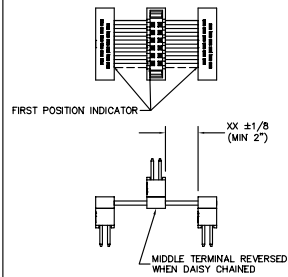 FIRST POSITION INDICATOR
XX ±1/8
(MIN 2")
MIDDLE TERMINAL REVERSED
WHEN DAISY CHAINED